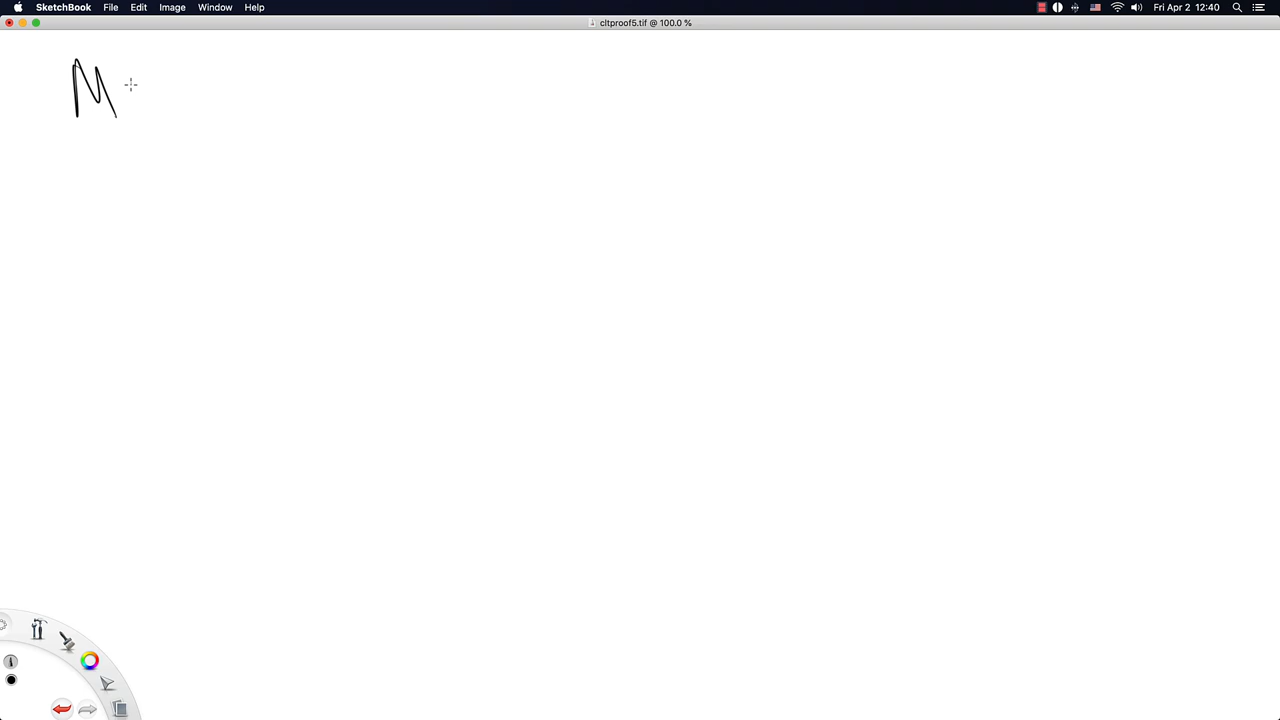 SketchBook File Edit Image Window Help Fri Apr 2 12:40
cltproof5.tif @ 100.0 %
M